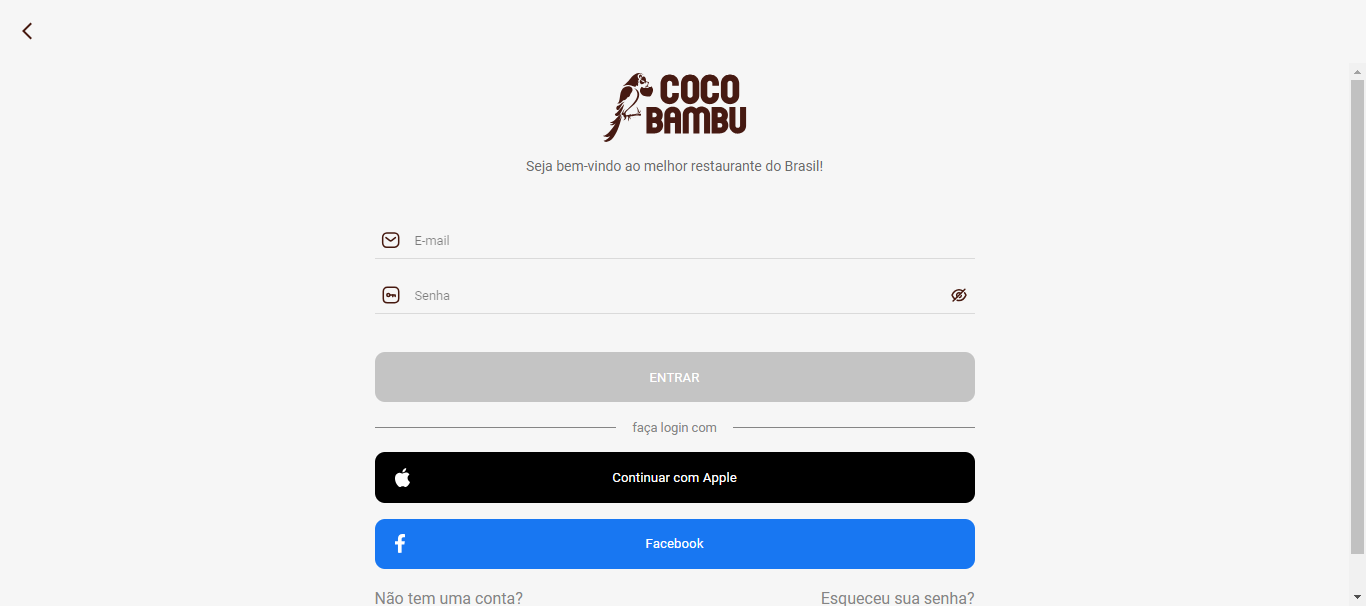 COCO
BAMBU
Seja bem-vindo ao melhor restaurante do Brasil!
E-mail
Senha
ENTRAR
faça login com
Continuar com Apple
Facebook
Não tem uma conta? Esqueceu sua senha?